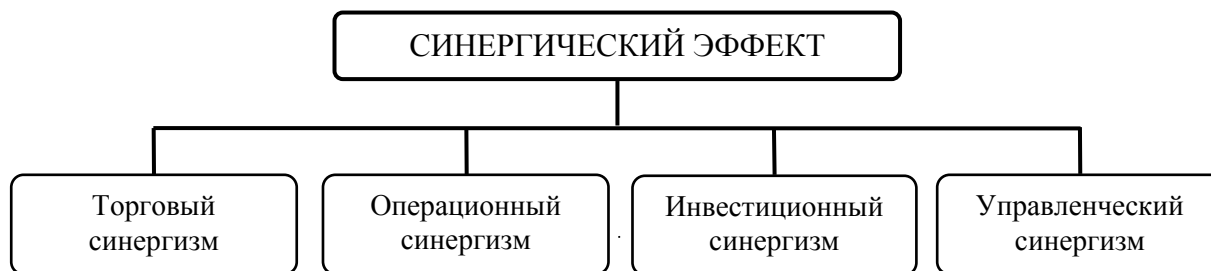 СИНЕРГИЧЕСКИЙ ЭФФЕКТ
Торговый
синергизм
Операционный
синергизм
Инвестиционный
синергизм
Управленческий
синергизм